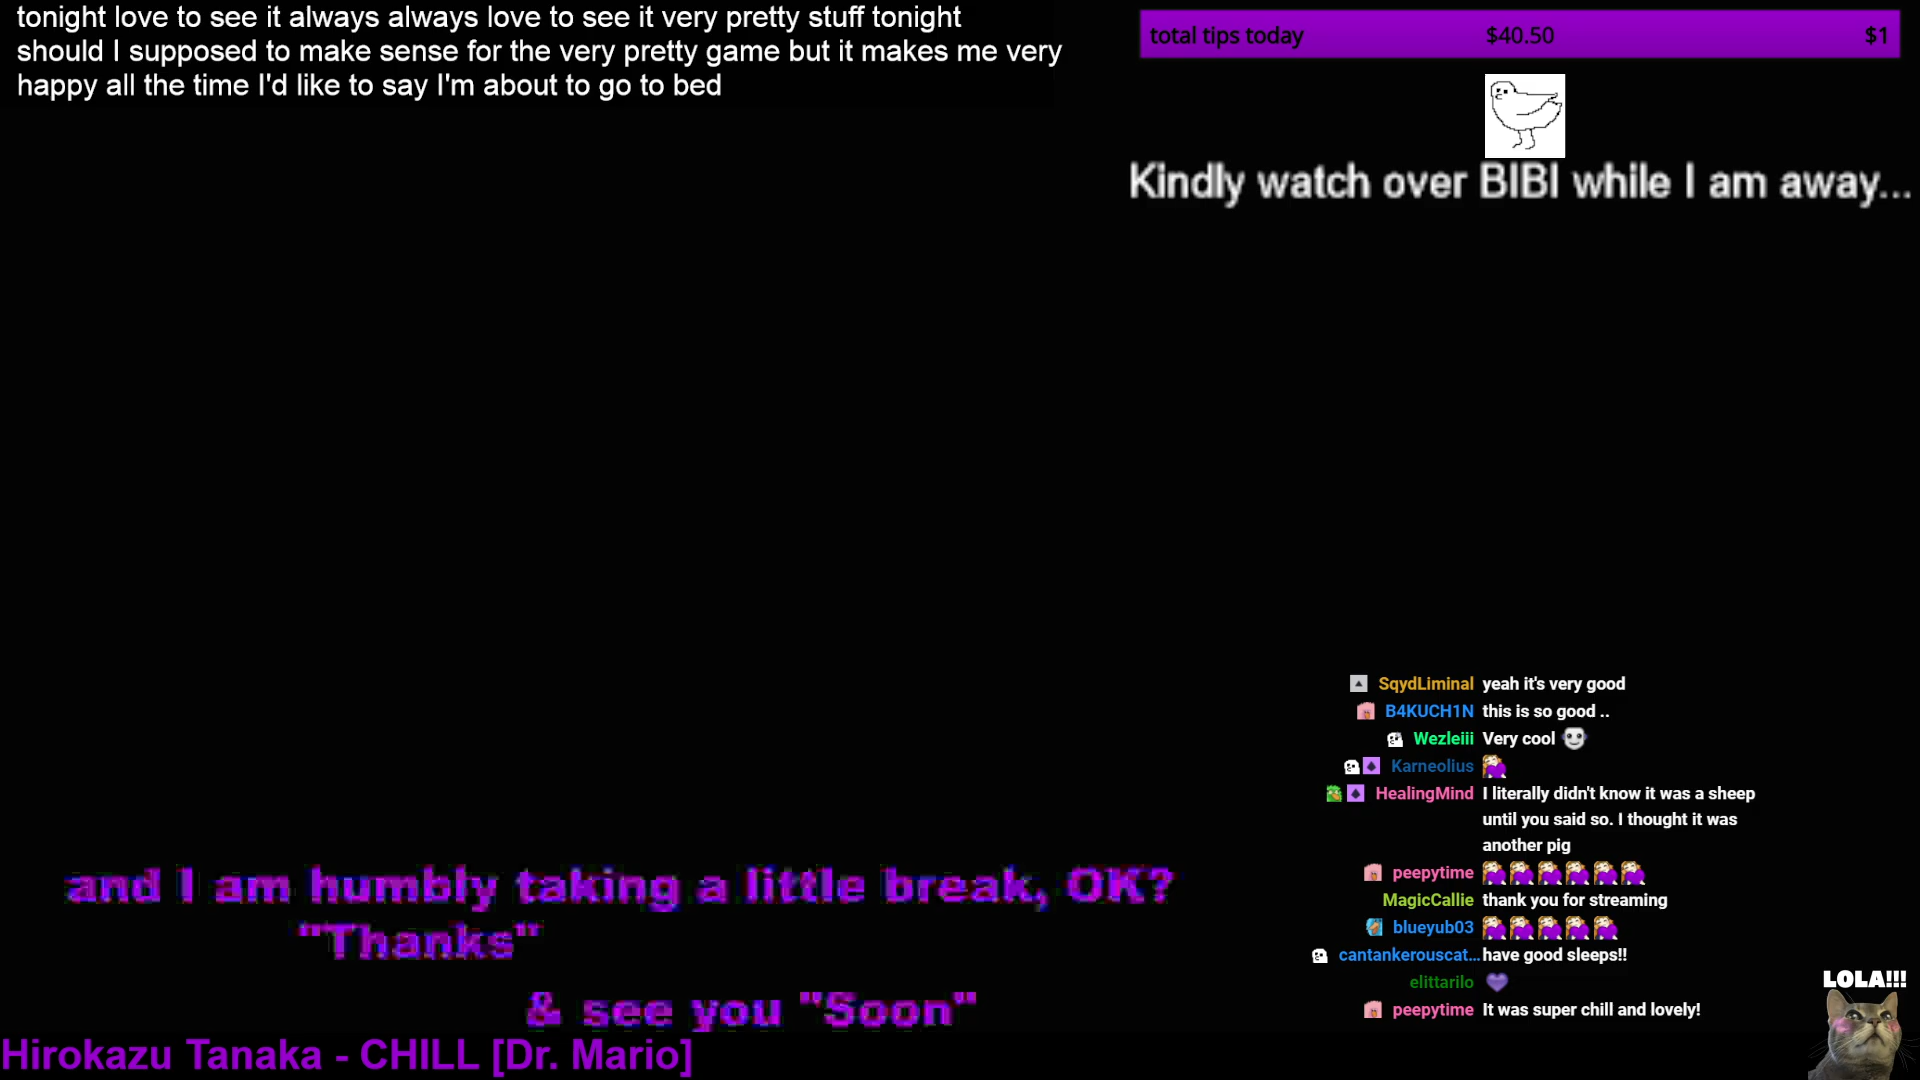 tonight love to see it always always love to see it very pretty stuff tonight
should I supposed to make sense for the very pretty game but it makes me very
happy all the time I'd like to say I'm about to go to bed
total tips today $40.50 $1
Kindly watch over BIBI while I am away...
SqydLiminal yeah it's very good
B4KUCH1N this is so good ..
Wezleiii Very cool
Karneolius
HealingMind I literally didn't know it was a sheep
until you said so. I thought it was
another pig
peepytime
MagicCallie thank you for streaming
blueyub03
cantankerouscat... have good sleeps!!
elittarilo
peepytime It was super chill and lovely!
and I am humbly taking a little break, OK?
"Thanks"
& see you "Soon"
LOLA!!!
Hirokazu Tanaka - CHILL [Dr. Mario]